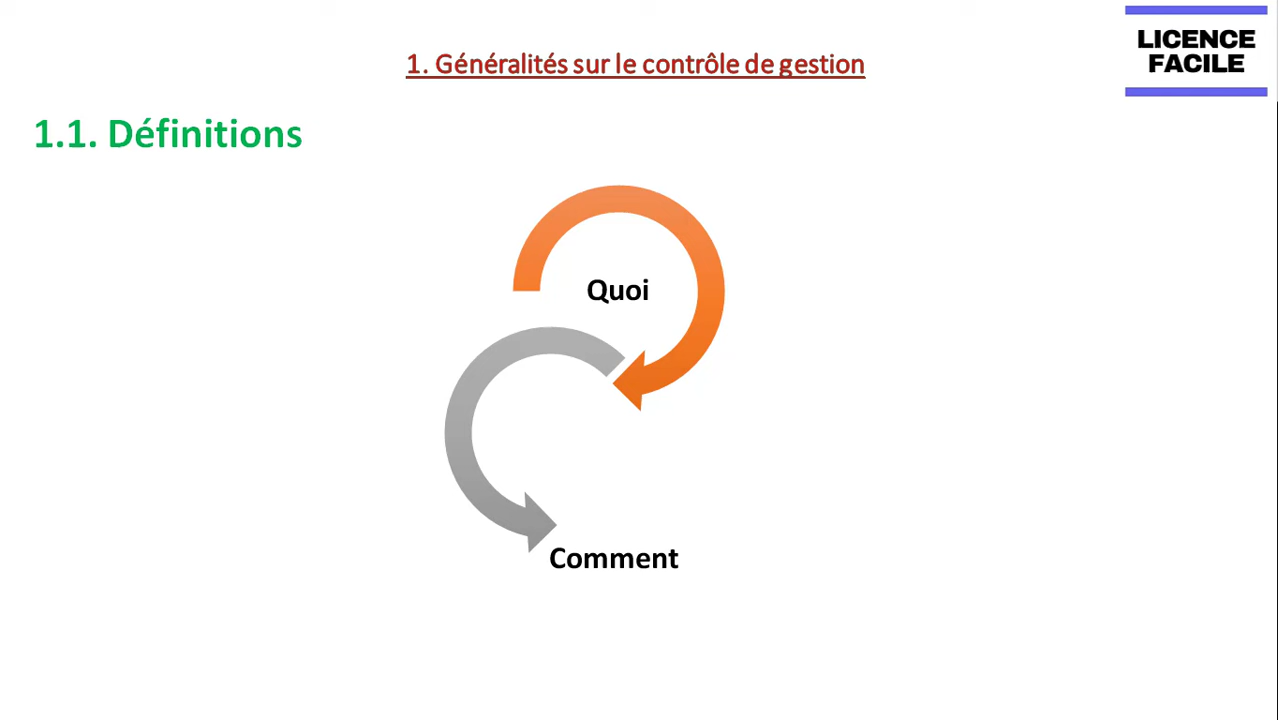 1. Généralités sur le contrôle de gestion
LICENCE
FACILE
1.1. Définitions
Quoi
Comment